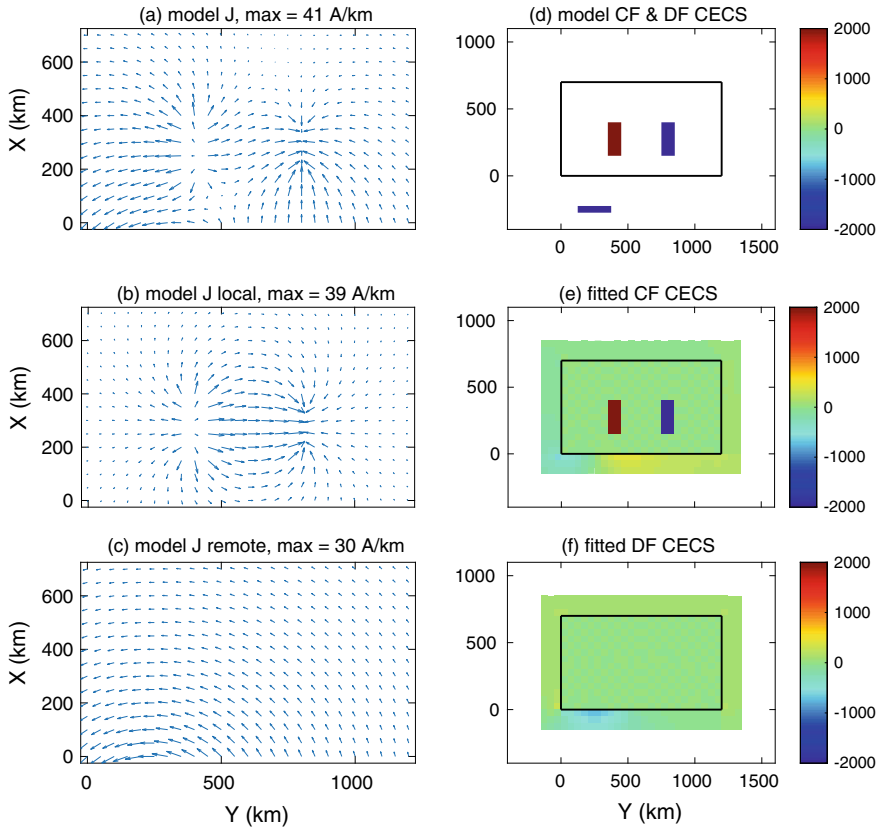 (a) model J, max = 41 A/km
X (km)
600
400
200
0
(b) model J local, max = 39 A/km
X (km)
600
400
200
0
(c) model J remote, max = 30 A/km
X (km)
600
400
200
0
0 500 1000
Y (km)
(d) model CF & DF CECS
1000
500
0
0 500 1000 1500
2000
1000
0
-1000
-2000
(e) fitted CF CECS
1000
500
0
0 500 1000 1500
2000
1000
0
-1000
-2000
(f) fitted DF CECS
1000
500
0
0 500 1000 1500
Y (km)
2000
1000
0
-1000
-2000